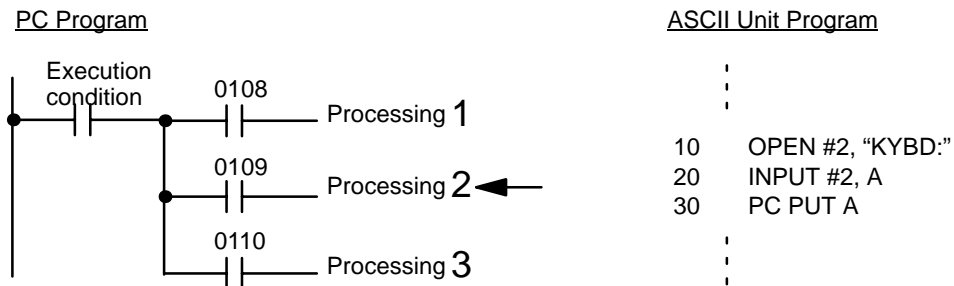 PC Program
Execution
condition
0108
Processing 1
0109
Processing 2
0110
Processing 3
ASCII Unit Program
10 OPEN #2, “KYBD:”
20 INPUT #2, A
30 PC PUT A